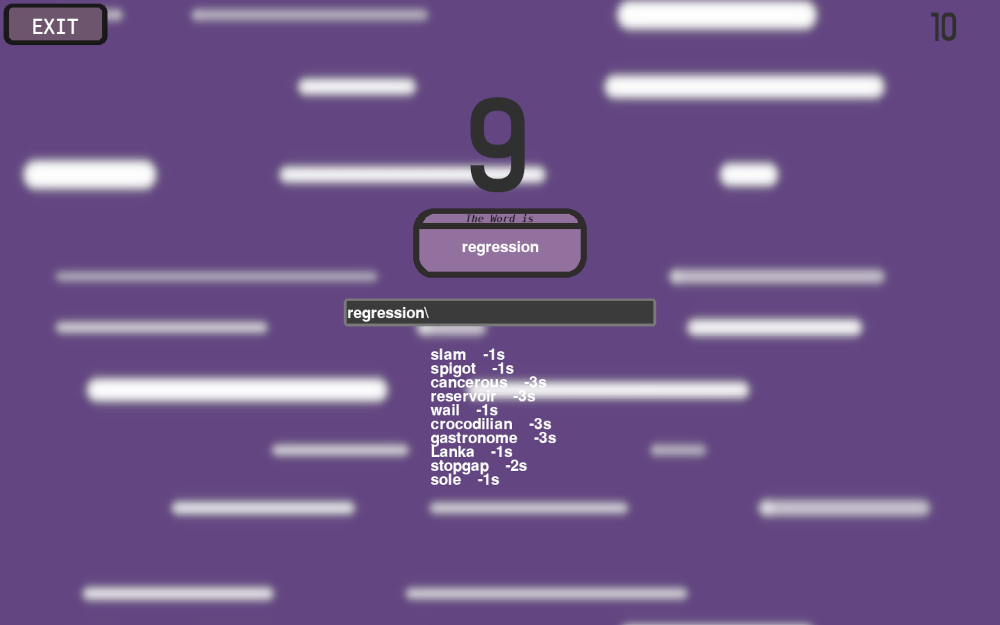 EXIT
10
9
The Word is
regression
regression\
slam -1s
spigot -1s
cancerous -3s
reservoir -3s
wail -1s
crocodilian -3s
gastronome -3s
Lanka -1s
stopgap -2s
sole -1s